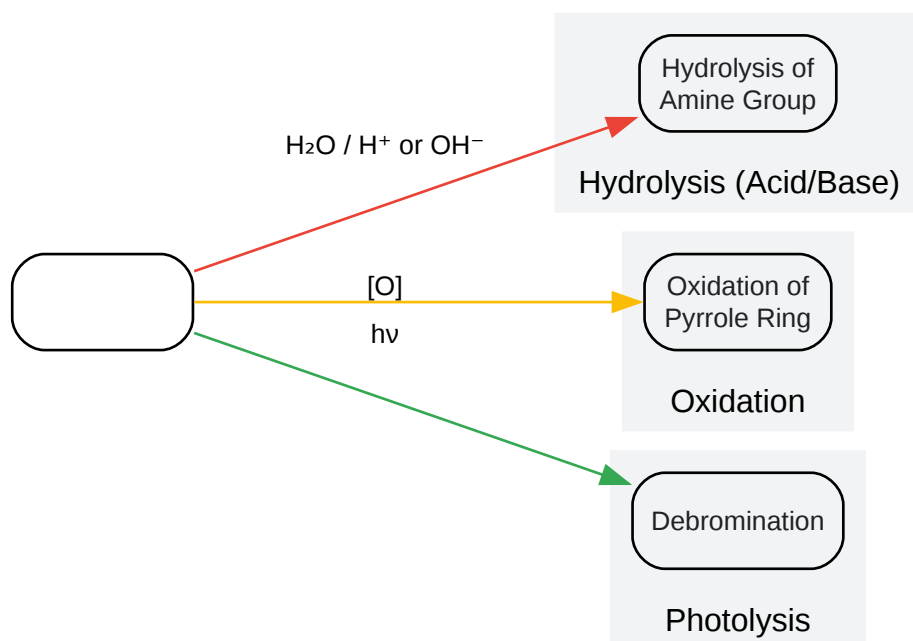 Hydrolysis of
Amine Group
H₂O / H⁺ or OH⁻
Hydrolysis (Acid/Base)
[O]
Oxidation of
Pyrrole Ring
hν
Oxidation
Debromination
Photolysis